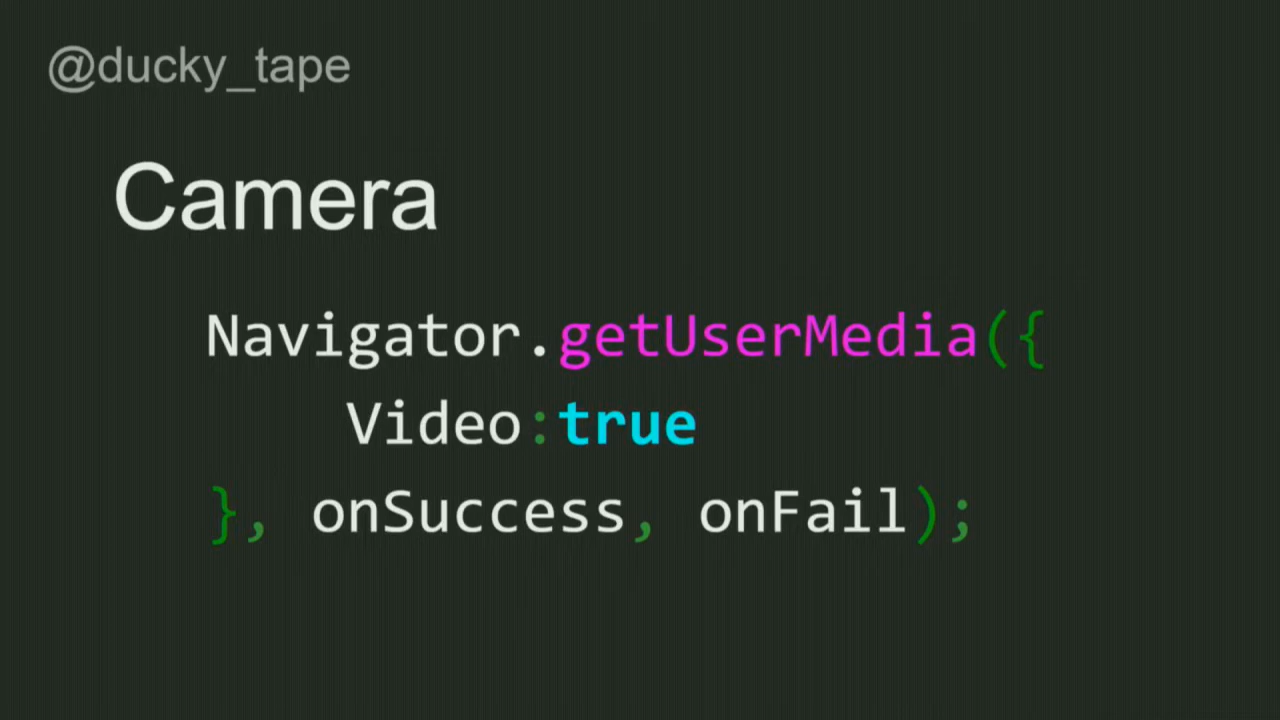 @ducky_tape
Camera
Navigator.getUserMedia({
Video:true
}, onSuccess, onFail);